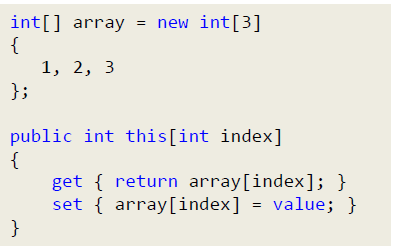 int[] array = new int[3]
{
   1, 2, 3
};

public int this[int index]
{
    get { return array[index]; }
    set { array[index] = value; }
}